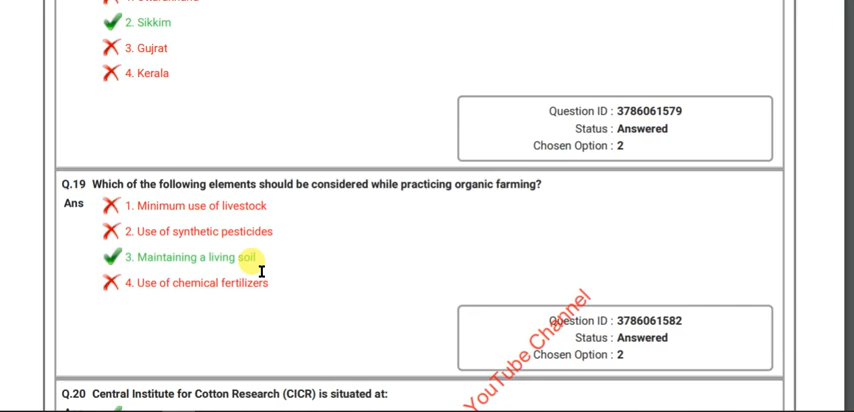 2. Sikkim
3. Gujrat
4. Kerala
Question ID : 3786061579
Status : Answered
Chosen Option : 2
Q.19 Which of the following elements should be considered while practicing organic farming?
Ans
1. Minimum use of livestock
2. Use of synthetic pesticides
3. Maintaining a living soil
4. Use of chemical fertilizers
Question ID : 3786061582
Status : Answered
Chosen Option : 2
YouTube Channel
Q.20 Central Institute for Cotton Research (CICR) is situated at: